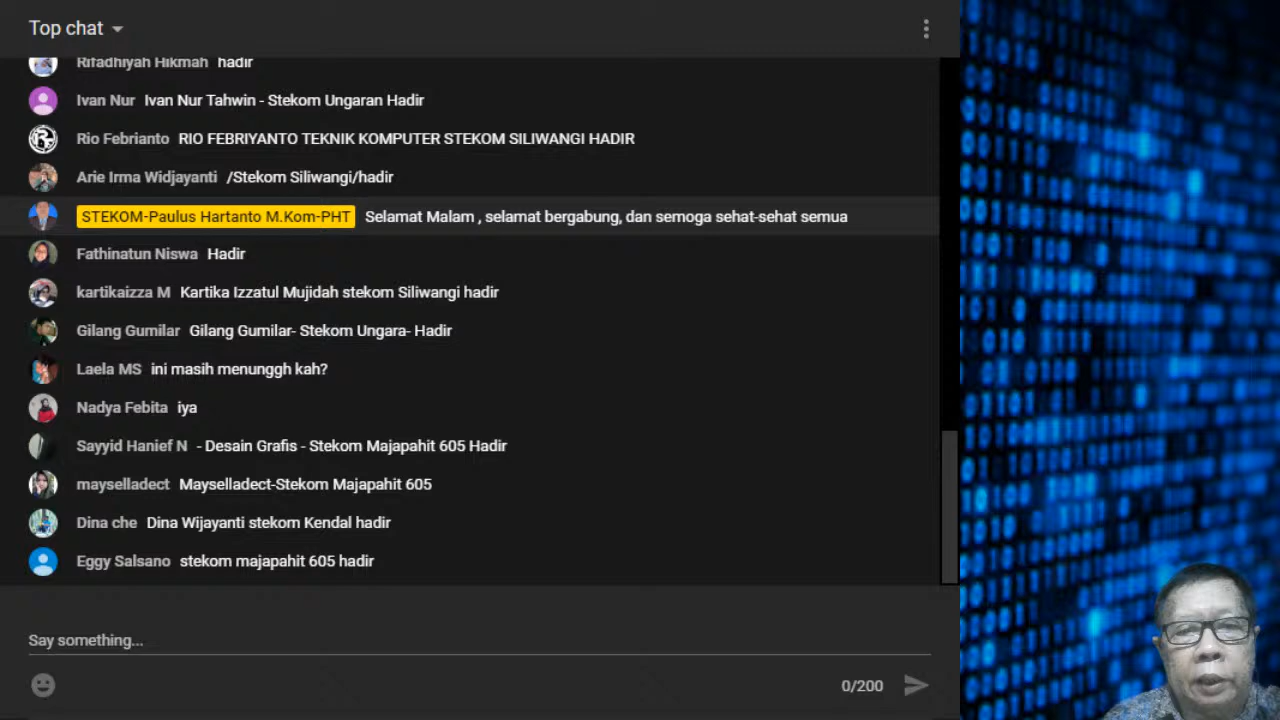 Top chat
Rifadhiyah Hikmah hadir
Ivan Nur Ivan Nur Tahwin - Stekom Ungaran Hadir
Rio Febrianto RIO FEBRIYANTO TEKNIK KOMPUTER STEKOM SILIWANGI HADIR
Arie Irma Widjayanti /Stekom Siliwangi/hadir
STEKOM-Paulus Hartanto M.Kom-PHT Selamat Malam , selamat bergabung, dan semoga sehat-sehat semua
Fathinatun Niswa Hadir
kartikaizza M Kartika Izzatul Mujidah stekom Siliwangi hadir
Gilang Gumilar Gilang Gumilar- Stekom Ungara- Hadir
Laela MS ini masih menunggh kah?
Nadya Febita iya
Sayyid Hanief N - Desain Grafis - Stekom Majapahit 605 Hadir
mayselladect Mayselladect-Stekom Majapahit 605
Dina che Dina Wijayanti stekom Kendal hadir
Eggy Salsano stekom majapahit 605 hadir
Say something...
0/200